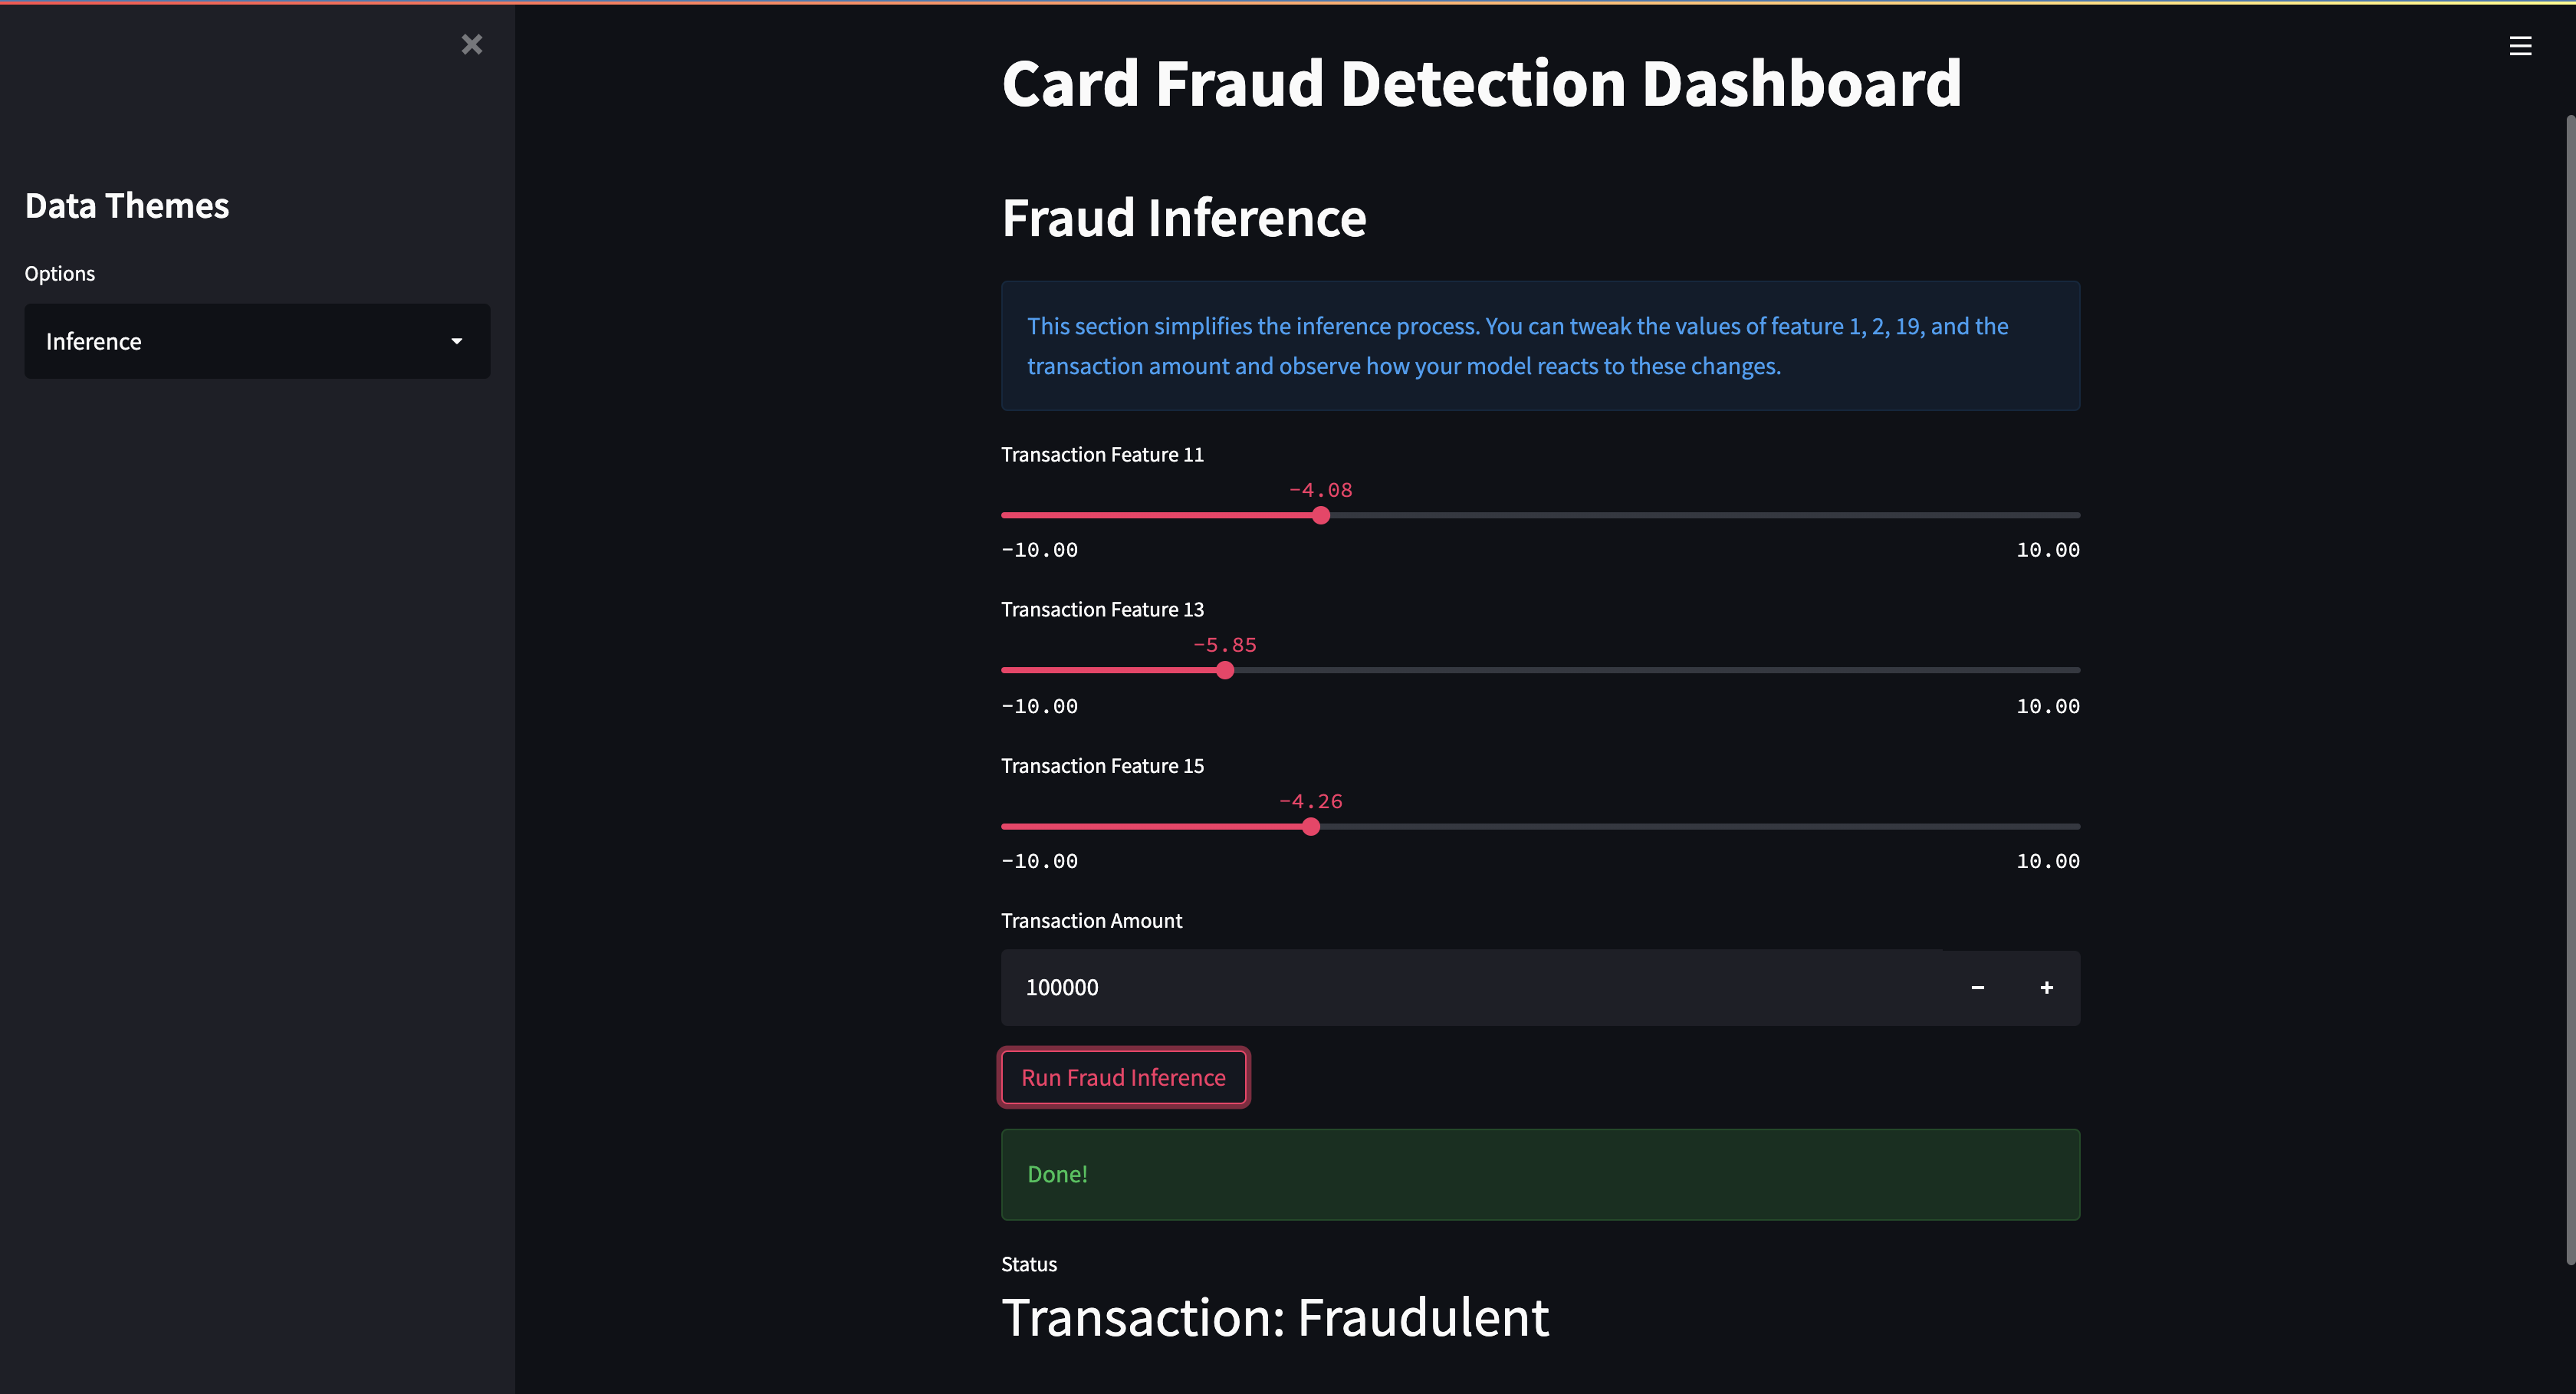 Data Themes
Options
Inference
Card Fraud Detection Dashboard
Fraud Inference
This section simplifies the inference process. You can tweak the values of feature 1, 2, 19, and the
transaction amount and observe how your model reacts to these changes.
Transaction Feature 11
-4.08
-10.00 10.00
Transaction Feature 13
-5.85
-10.00 10.00
Transaction Feature 15
-4.26
-10.00 10.00
Transaction Amount
100000 - +
Run Fraud Inference
Done!
Status
Transaction: Fraudulent